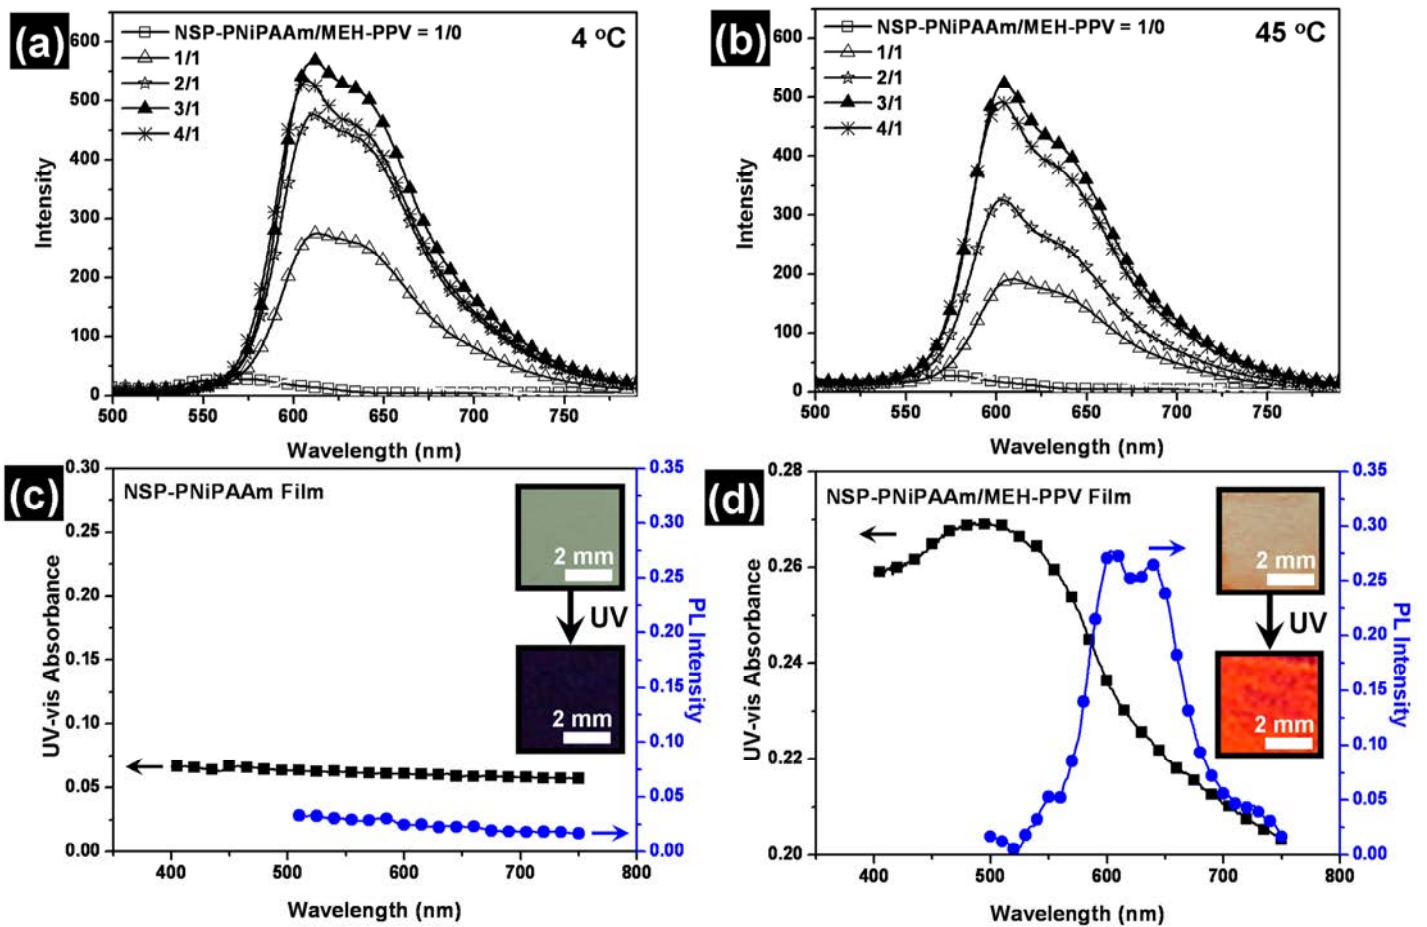 (a)
NSP-PNiPAAm/MEH-PPV = 1/0
4 °C
1/1
2/1
3/1
4/1
600
500
400
300
200
100
0
Intensity
500 550 600 650 700 750
Wavelength (nm)
(b)
NSP-PNiPAAm/MEH-PPV = 1/0
45 °C
1/1
2/1
3/1
4/1
600
500
400
300
200
100
0
Intensity
500 550 600 650 700 750
Wavelength (nm)
(c)
NSP-PNiPAAm Film
0.30
0.25
0.20
0.15
0.10
0.05
0.00
UV-vis Absorbance
2 mm
UV
2 mm
0.35
0.30
0.25
0.20
0.15
0.10
0.05
0.00
PL Intensity
400 500 600 700 800
Wavelength (nm)
(d)
NSP-PNiPAAm/MEH-PPV Film
0.28
0.26
0.24
0.22
0.20
UV-vis Absorbance
2 mm
UV
2 mm
0.35
0.30
0.25
0.20
0.15
0.10
0.05
0.00
PL Intensity
400 500 600 700 800
Wavelength (nm)